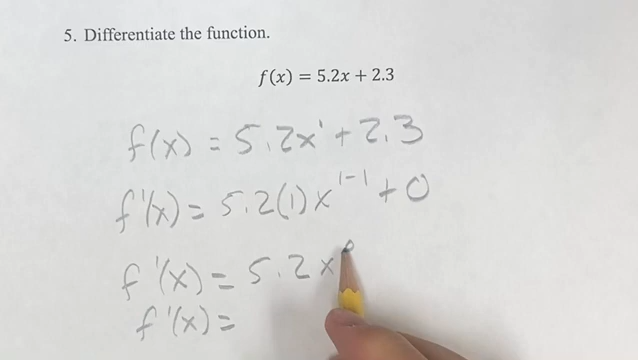 5. Differentiate the function.
f(x) = 5.2x + 2.3
f(x) = 5.2x¹ + 2.3
f'(x) = 5.2(1)x¹⁻¹ + 0
f'(x) = 5.2x⁰
f'(x) =